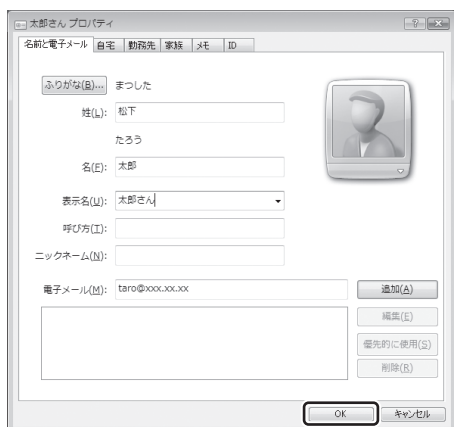 太郎さん プロパティ
名前と電子メール 自宅 勤務先 家族 メモ ID
ふりがな(B)... まつした
姓(L): 松下
たろう
名(F): 太郎
表示名(U): 太郎さん
呼び方(T):
ニックネーム(N):
電子メール(M): taro@xxx.xx.xx 追加(A)
編集(E)
優先的に使用(S)
削除(R)
OK キャンセル